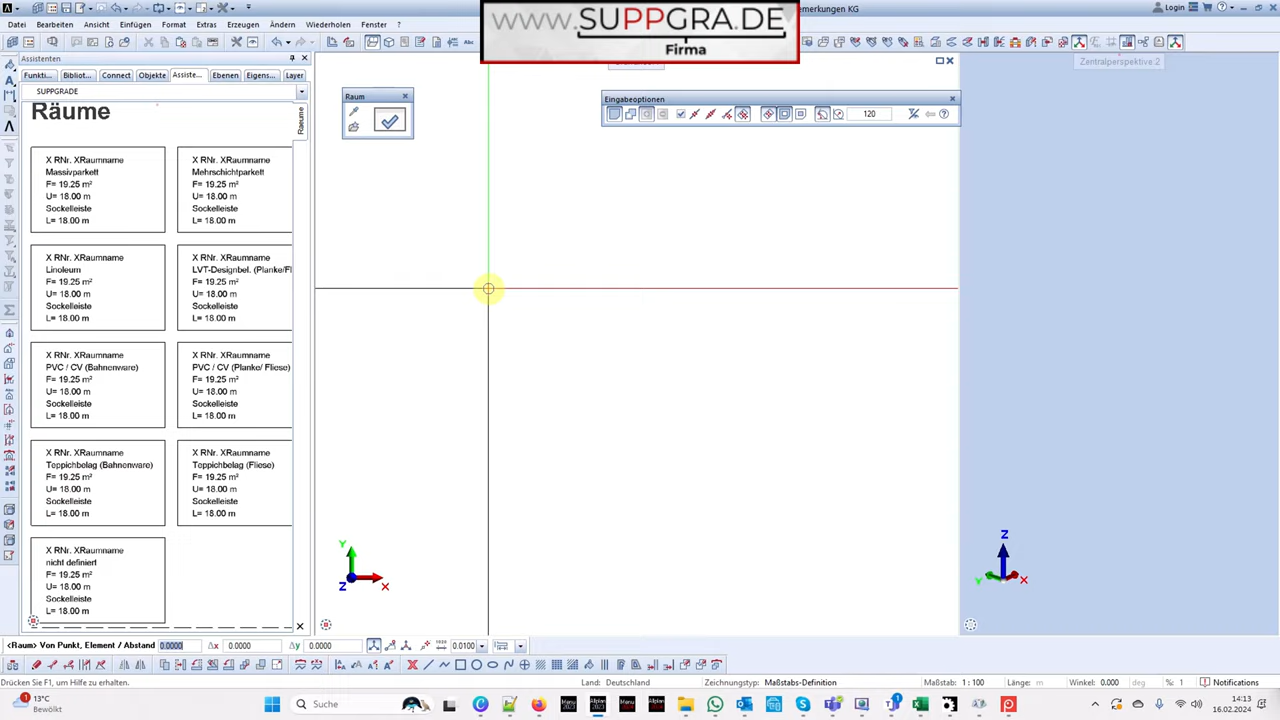 www.SUPPGRA.DE
Firma
emerkungen KG
Datei
Bearbeiten
Ansicht
Einfügen
Format
Extras
Erzeugen
Ändern
Wiederholen
Fenster
?
Login
Assistenten
Funkti...
Bibliot...
Connect
Objekte
Assiste...
Ebenen
Eigens...
Layer
SUPPGRADE
Räume
Raeume
X RNr. XRaumname
Massivparkett
F= 19.25 m²
U= 18.00 m
Sockelleiste
L= 18.00 m
X RNr. XRaumname
Mehrschichtparkett
F= 19.25 m²
U= 18.00 m
Sockelleiste
L= 18.00 m
X RNr. XRaumname
Linoleum
F= 19.25 m²
U= 18.00 m
Sockelleiste
L= 18.00 m
X RNr. XRaumname
LVT-Designbel. (Planke/Fl
F= 19.25 m²
U= 18.00 m
Sockelleiste
L= 18.00 m
X RNr. XRaumname
PVC / CV (Bahnenware)
F= 19.25 m²
U= 18.00 m
Sockelleiste
L= 18.00 m
X RNr. XRaumname
PVC / CV (Planke/ Fliese)
F= 19.25 m²
U= 18.00 m
Sockelleiste
L= 18.00 m
X RNr. XRaumname
Teppichbelag (Bahnenware)
F= 19.25 m²
U= 18.00 m
Sockelleiste
L= 18.00 m
X RNr. XRaumname
Teppichbelag (Fliese)
F= 19.25 m²
U= 18.00 m
Sockelleiste
L= 18.00 m
X RNr. XRaumname
nicht definiert
F= 19.25 m²
U= 18.00 m
Sockelleiste
L= 18.00 m
Raum
Eingabeoptionen
120
Zentralperspektive:2
Y
Z
X
Z
Y
X
<Raum> Von Punkt, Element / Abstand 0.0000 Δx 0.0000 Δy 0.0000 0.0100
Drücken Sie F1, um Hilfe zu erhalten.
Land: Deutschland
Zeichnungstyp: Maßstabs-Definition
Maßstab: 1 : 100
Länge: m
Winkel: 0.000 deg
%: 1
Notifications
13°C
Bewölkt
Suche
14:13
16.02.2024